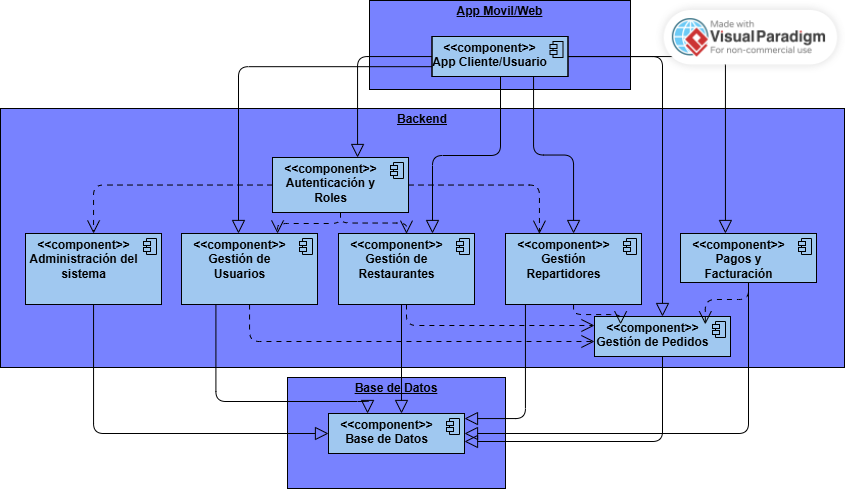 App Movil/Web
<<component>>
App Cliente/Usuario
Made with
Visual Paradigm
For non-commercial use
Backend
<<component>>
Autenticación y
Roles
<<component>>
Administración del
sistema
<<component>>
Gestión de
Usuarios
<<component>>
Gestión de
Restaurantes
<<component>>
Gestión
Repartidores
<<component>>
Pagos y
Facturación
<<component>>
Gestión de Pedidos
Base de Datos
<<component>>
Base de Datos